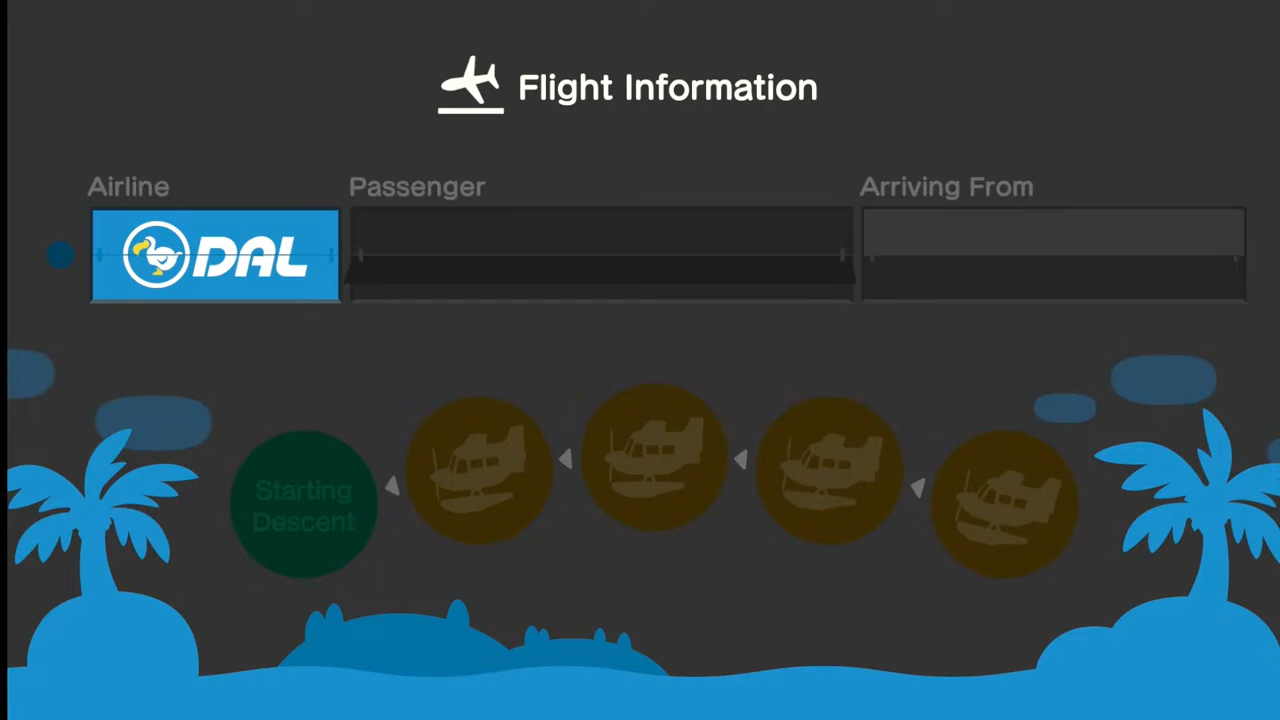 Flight Information
Airline
Passenger
Arriving From
DAL
Starting
Descent